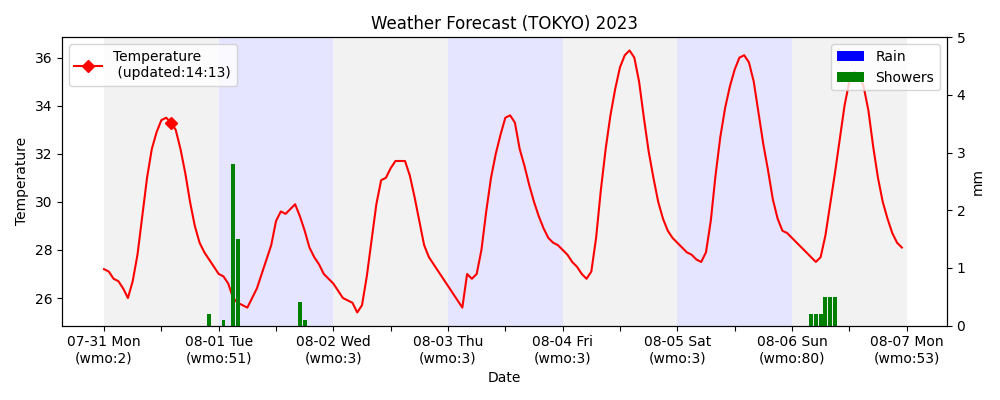 Weather Forecast (TOKYO) 2023
Temperature
(updated:14:13)
Rain
Showers
36
34
32
30
28
26
Temperature
5
4
3
2
1
0
mm
07-31 Mon
(wmo:2)
08-01 Tue
(wmo:51)
08-02 Wed
(wmo:3)
08-03 Thu
(wmo:3)
08-04 Fri
(wmo:3)
08-05 Sat
(wmo:3)
08-06 Sun
(wmo:80)
08-07 Mon
(wmo:53)
Date